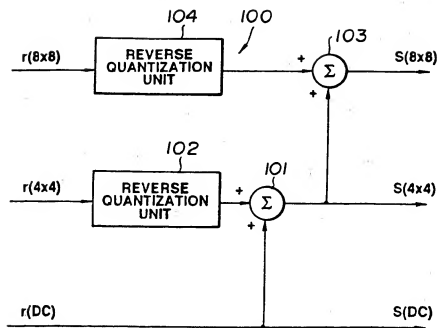 104
100
103
r(8x8)
REVERSE
QUANTIZATION
UNIT
+
Σ
+
S(8x8)
102
101
r(4x4)
REVERSE
QUANTIZATION
UNIT
+
Σ
+
S(4x4)
r(DC)
S(DC)